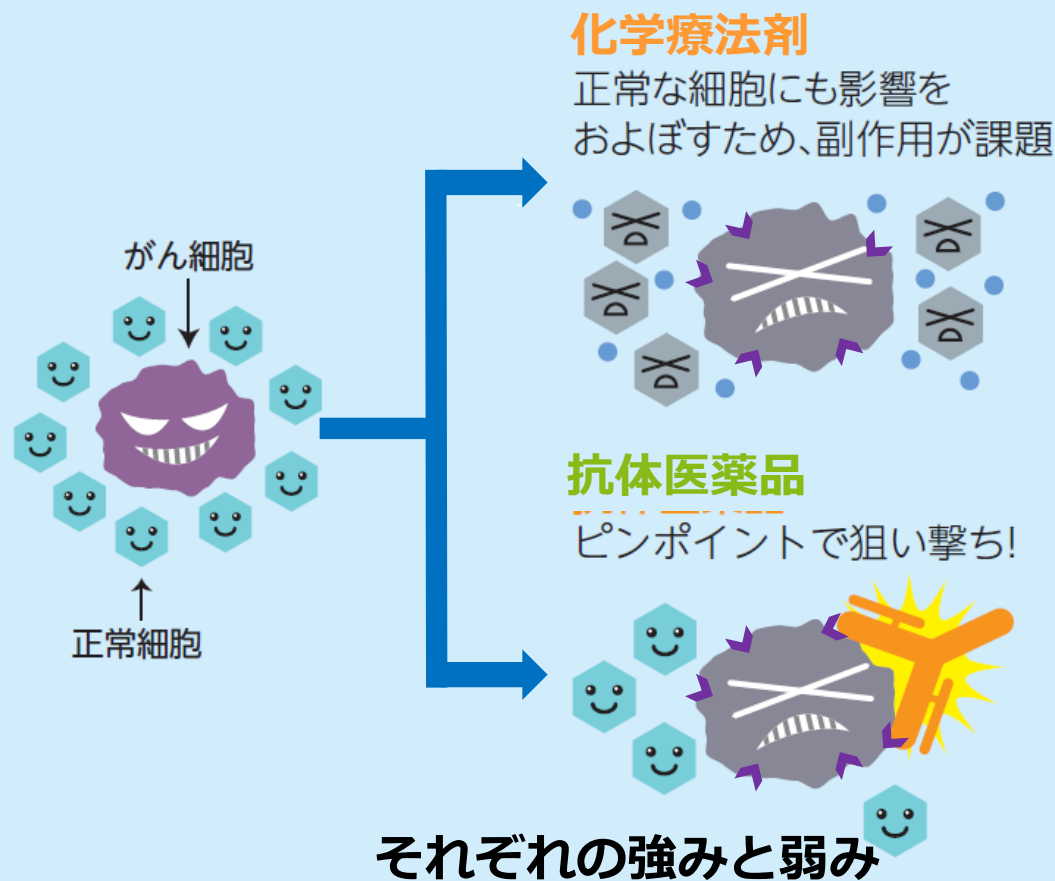 化学療法剤
正常な細胞にも影響を
およぼすため、副作用が課題
がん細胞
正常細胞
抗体医薬品
ピンポイントで狙い撃ち!
それぞれの強みと弱み